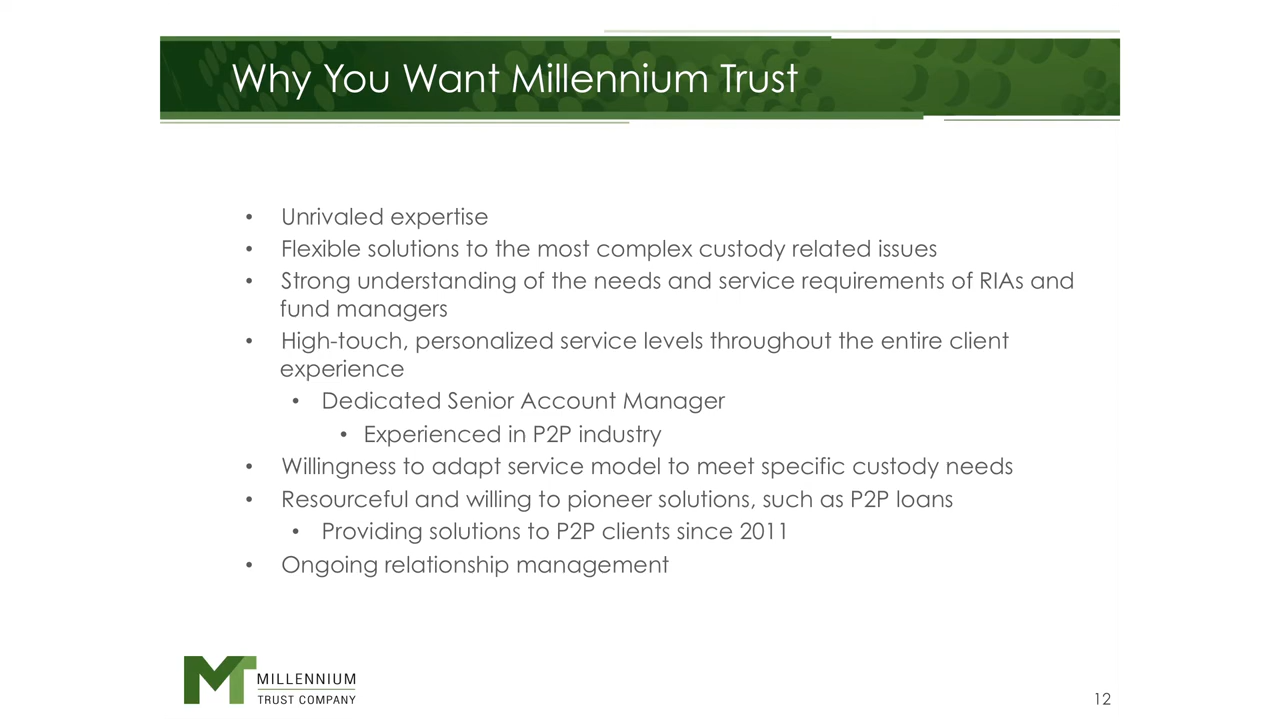 Why You Want Millennium Trust
• Unrivaled expertise
• Flexible solutions to the most complex custody related issues
• Strong understanding of the needs and service requirements of RIAs and
fund managers
• High-touch, personalized service levels throughout the entire client
experience
• Dedicated Senior Account Manager
• Experienced in P2P industry
• Willingness to adapt service model to meet specific custody needs
• Resourceful and willing to pioneer solutions, such as P2P loans
• Providing solutions to P2P clients since 2011
• Ongoing relationship management
MT MILLENNIUM
TRUST COMPANY
12